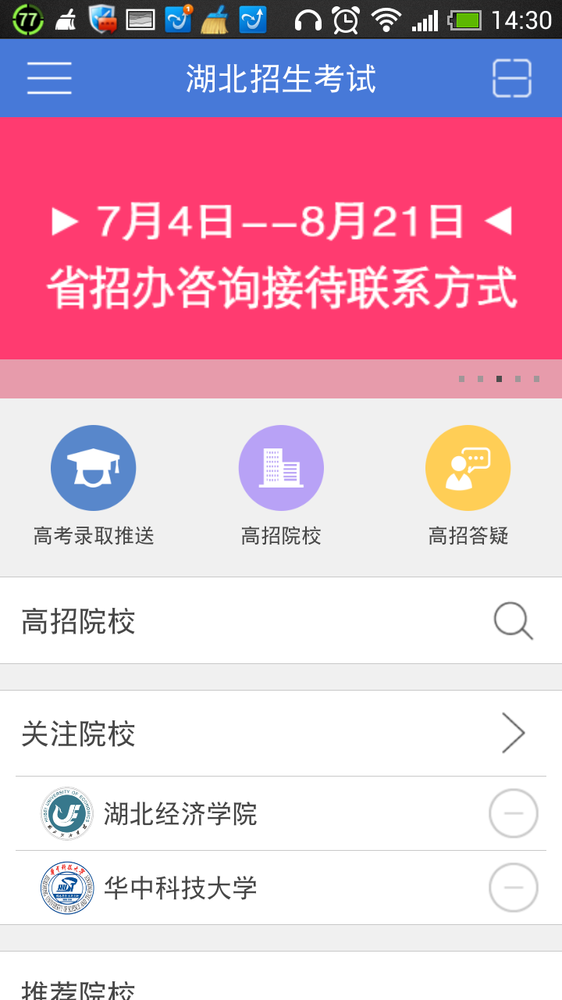 77
1
14:30
湖北招生考试
7月4日--8月21日
省招办咨询接待联系方式
高考录取推送
高招院校
高招答疑
高招院校
关注院校
湖北经济学院
华中科技大学
推荐院校